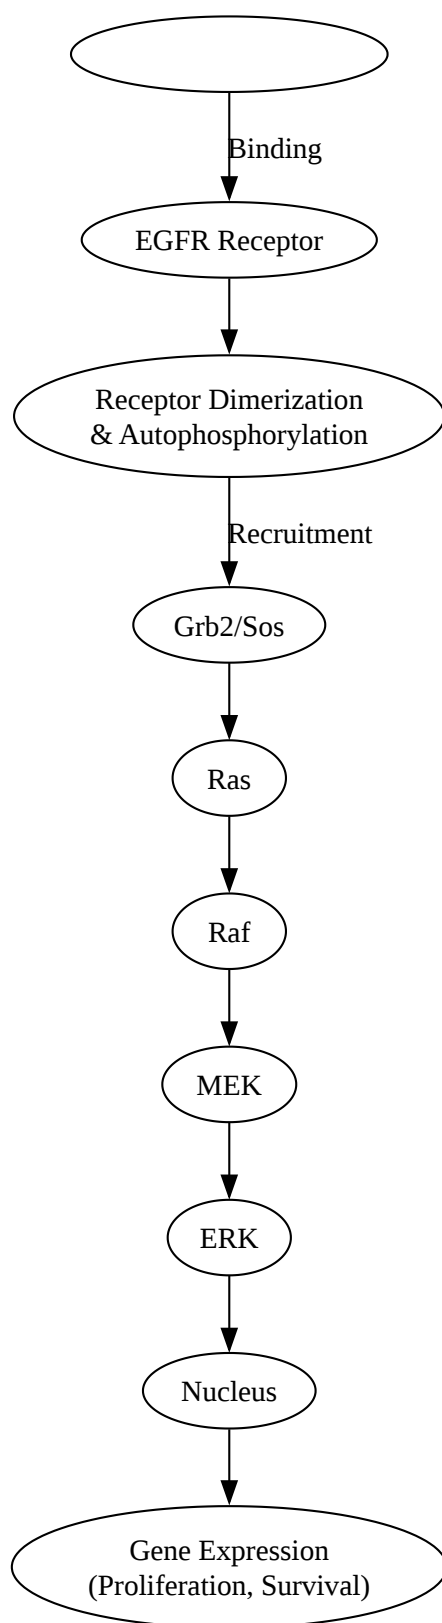 Binding
EGFR Receptor
Receptor Dimerization
& Autophosphorylation
Recruitment
Grb2/Sos
Ras
Raf
MEK
ERK
Nucleus
Gene Expression
(Proliferation, Survival)